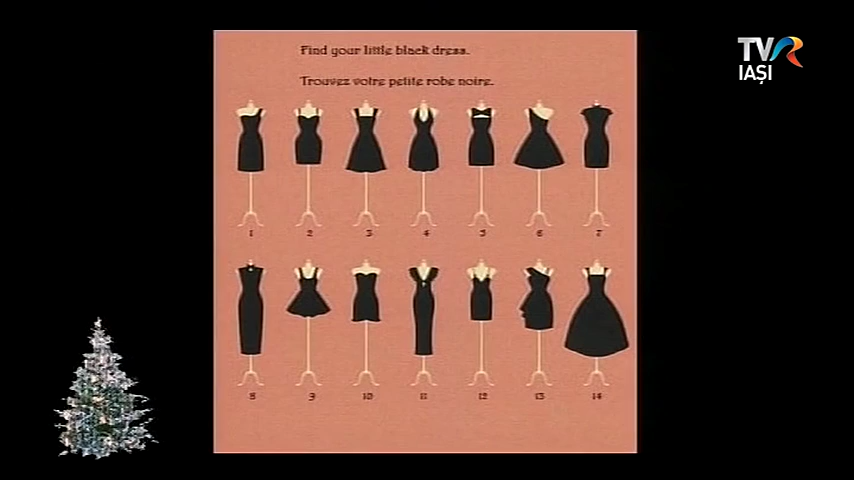 TVR
IAȘI
Find your little black dress.
Trouvez votre petite robe noire.
1 2 3 4 5 6 7
8 9 10 11 12 13 14